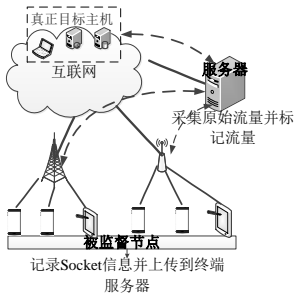 真正目标主机
互联网
服务器
采集原始流量并标
记流量
被监督节点
记录Socket信息并上传到终端
服务器